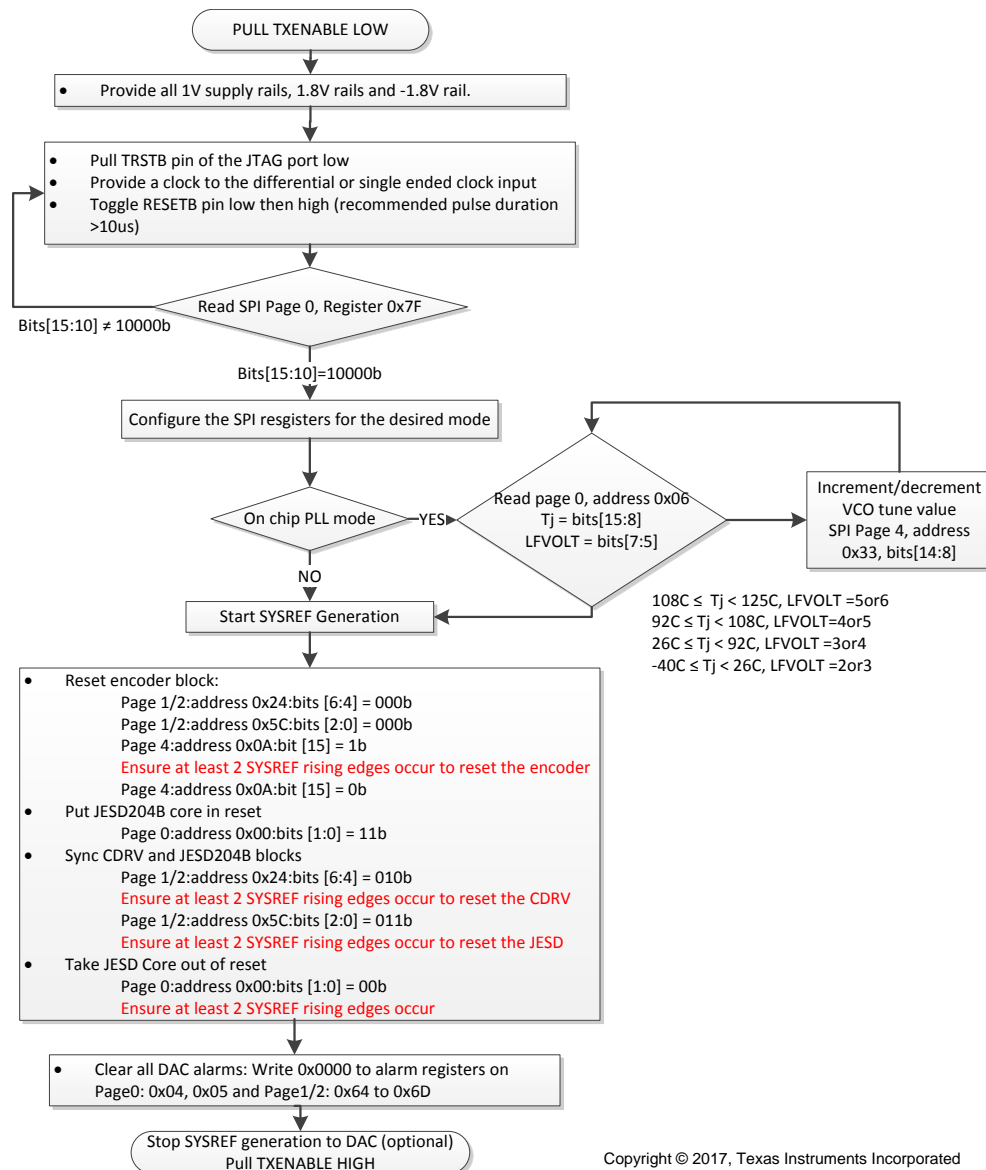 PULL TXENABLE LOW
• Provide all 1V supply rails, 1.8V rails and -1.8V rail.
• Pull TRSTB pin of the JTAG port low
• Provide a clock to the differential or single ended clock input
• Toggle RESETB pin low then high (recommended pulse duration
>10us)
Read SPI Page 0, Register 0x7F
Bits[15:10] ≠ 10000b
Bits[15:10]=10000b
Configure the SPI resgisters for the desired mode
On chip PLL mode
YES
NO
Read page 0, address 0x06
Tj = bits[15:8]
LFVOLT = bits[7:5]
Increment/decrement
VCO tune value
SPI Page 4, address
0x33, bits[14:8]
108C ≤ Tj < 125C, LFVOLT =5or6
92C ≤ Tj < 108C, LFVOLT=4or5
26C ≤ Tj < 92C, LFVOLT =3or4
-40C ≤ Tj < 26C, LFVOLT =2or3
Start SYSREF Generation
• Reset encoder block:
Page 1/2:address 0x24:bits [6:4] = 000b
Page 1/2:address 0x5C:bits [2:0] = 000b
Page 4:address 0x0A:bit [15] = 1b
Ensure at least 2 SYSREF rising edges occur to reset the encoder
Page 4:address 0x0A:bit [15] = 0b
• Put JESD204B core in reset
Page 0:address 0x00:bits [1:0] = 11b
• Sync CDRV and JESD204B blocks
Page 1/2:address 0x24:bits [6:4] = 010b
Ensure at least 2 SYSREF rising edges occur to reset the CDRV
Page 1/2:address 0x5C:bits [2:0] = 011b
Ensure at least 2 SYSREF rising edges occur to reset the JESD
• Take JESD Core out of reset
Page 0:address 0x00:bits [1:0] = 00b
Ensure at least 2 SYSREF rising edges occur
• Clear all DAC alarms: Write 0x0000 to alarm registers on
Page0: 0x04, 0x05 and Page1/2: 0x64 to 0x6D
Stop SYSREF generation to DAC (optional)
Pull TXENABLE HIGH
Copyright © 2017, Texas Instruments Incorporated